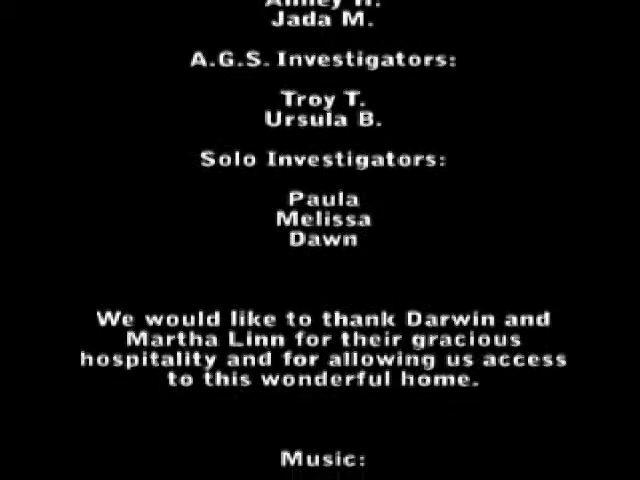 Jada M.
A.G.S. Investigators:
Troy T.
Ursula B.
Solo Investigators:
Paula
Melissa
Dawn
We would like to thank Darwin and
Martha Linn for their gracious
hospitality and for allowing us access
to this wonderful home.
Music: